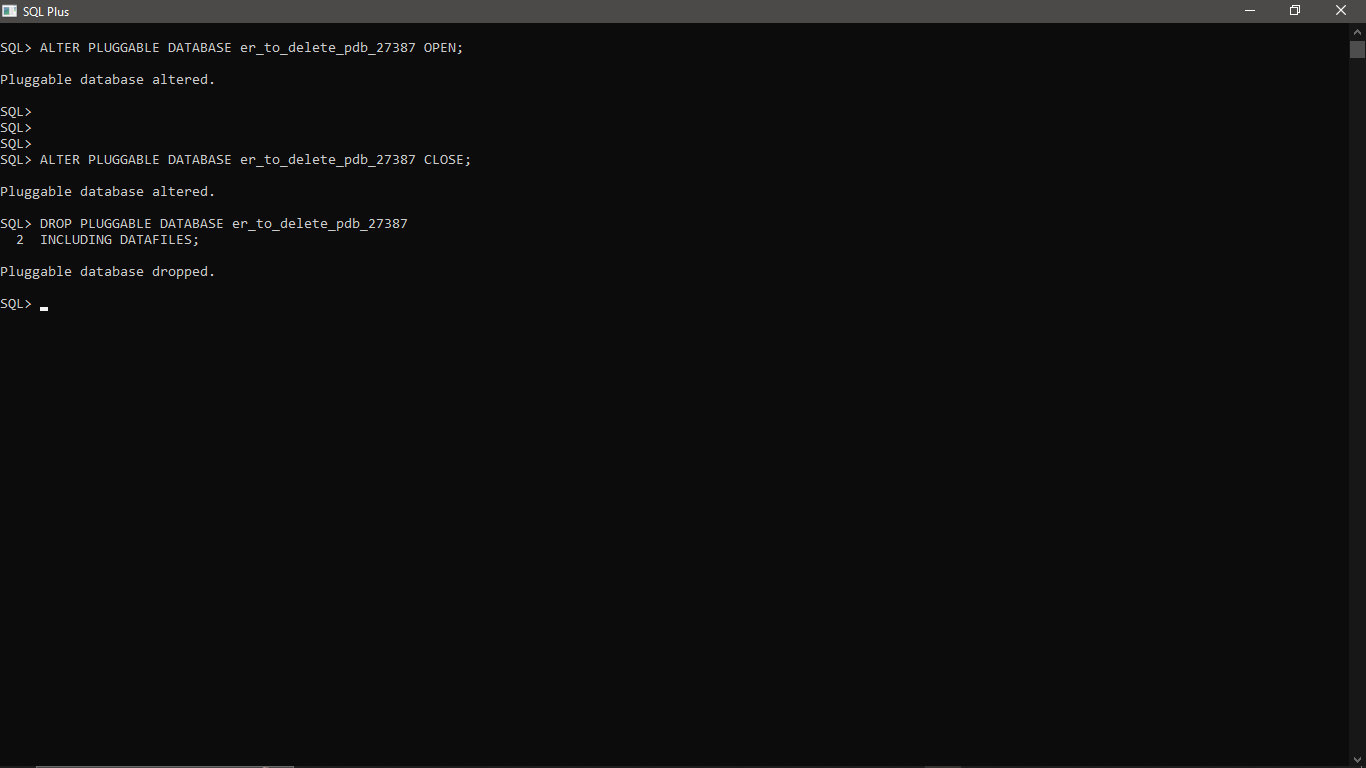 SQL Plus
SQL> ALTER PLUGGABLE DATABASE er_to_delete_pdb_27387 OPEN;
Pluggable database altered.
SQL>
SQL>
SQL>
SQL> ALTER PLUGGABLE DATABASE er_to_delete_pdb_27387 CLOSE;
Pluggable database altered.
SQL> DROP PLUGGABLE DATABASE er_to_delete_pdb_27387
  2  INCLUDING DATAFILES;
Pluggable database dropped.
SQL>